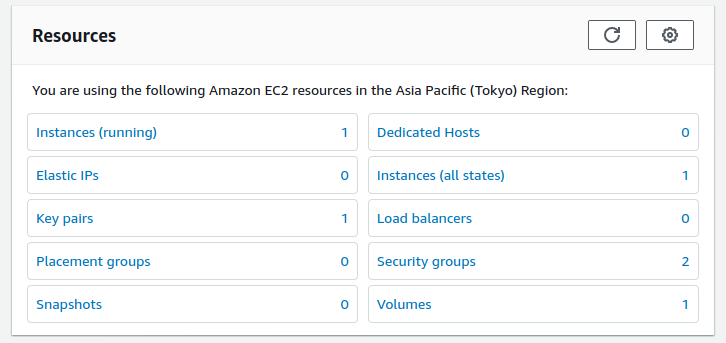 Resources
You are using the following Amazon EC2 resources in the Asia Pacific (Tokyo) Region:
Instances (running) 1
Dedicated Hosts 0
Elastic IPs 0
Instances (all states) 1
Key pairs 1
Load balancers 0
Placement groups 0
Security groups 2
Snapshots 0
Volumes 1